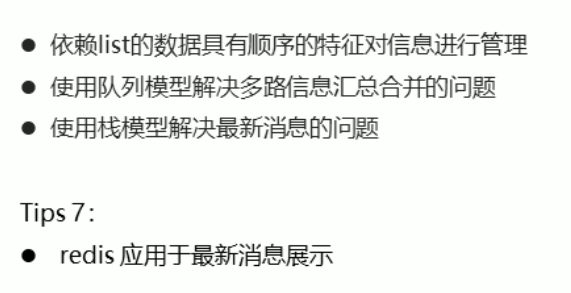 ● 依赖list的数据具有顺序的特征对信息进行管理
● 使用队列模型解决多路信息汇总合并的问题
● 使用栈模型解决最新消息的问题
Tips 7：
● redis 应用于最新消息展示